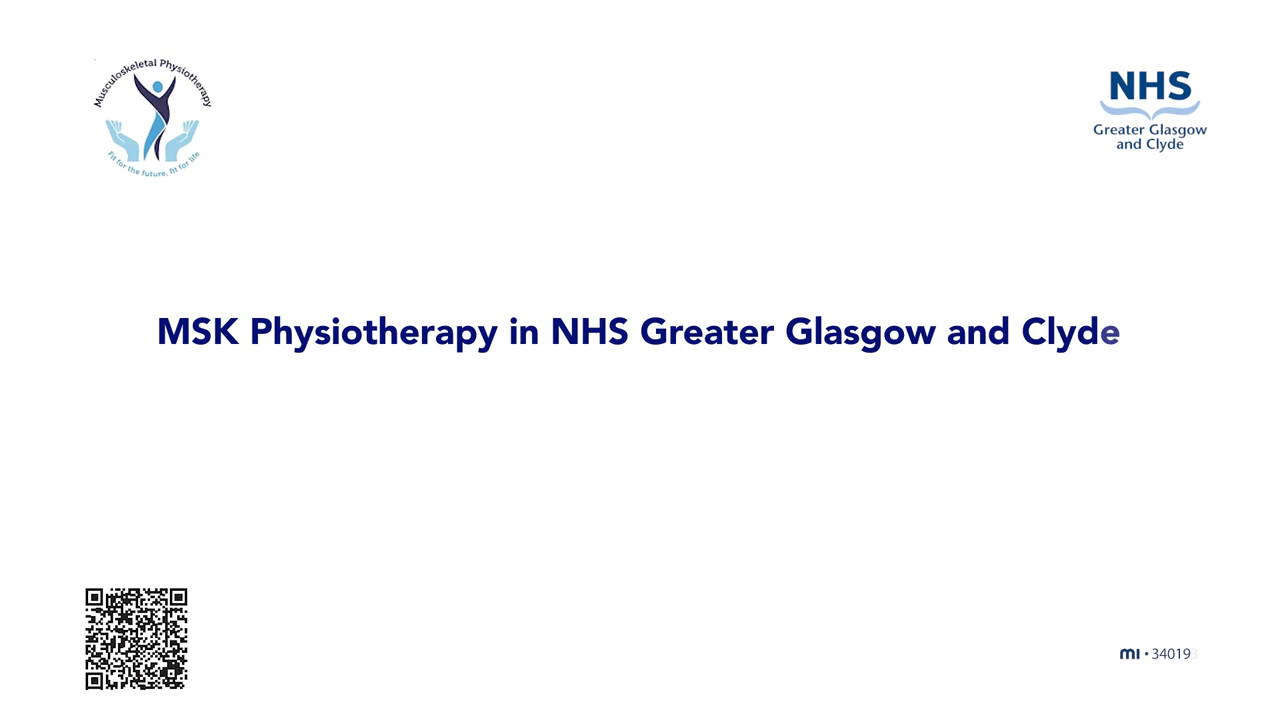 Musculoskeletal Physiotherapy
Fit for the future, fit for life
NHS
Greater Glasgow
and Clyde
MSK Physiotherapy in NHS Greater Glasgow and Clyde
mi • 340193